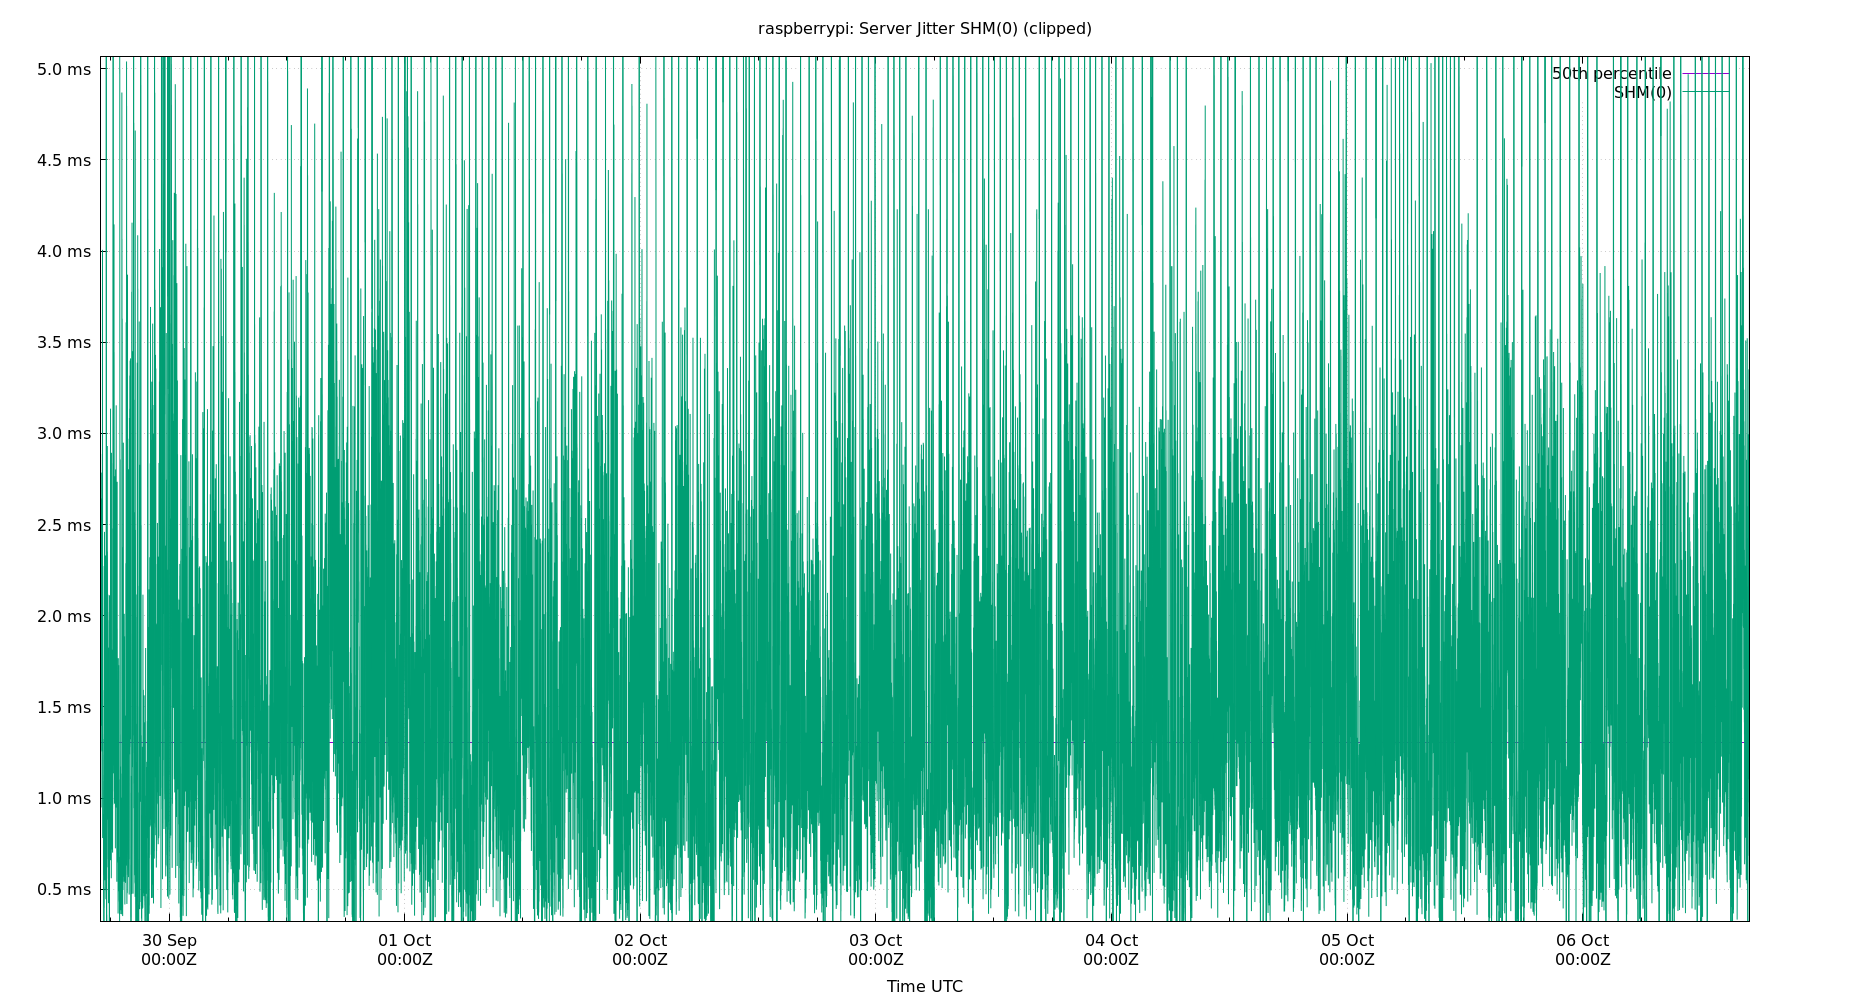 raspberrypi: Server Jitter SHM(0) (clipped)
5.0 ms
4.5 ms
4.0 ms
3.5 ms
3.0 ms
2.5 ms
2.0 ms
1.5 ms
1.0 ms
0.5 ms
50th percentile
SHM(0)
30 Sep 01 Oct 02 Oct 03 Oct 04 Oct 05 Oct 06 Oct
00:00Z 00:00Z 00:00Z 00:00Z 00:00Z 00:00Z 00:00Z
Time UTC